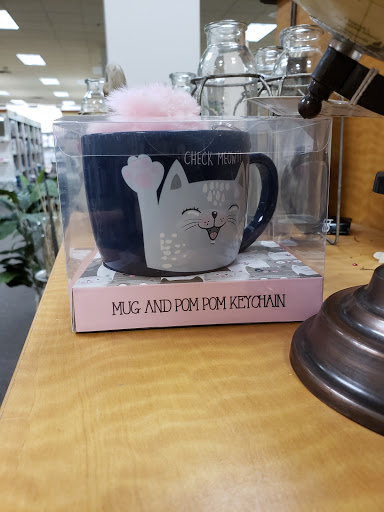 CHECK MEOWT
MUG AND POM POM KEYCHAIN